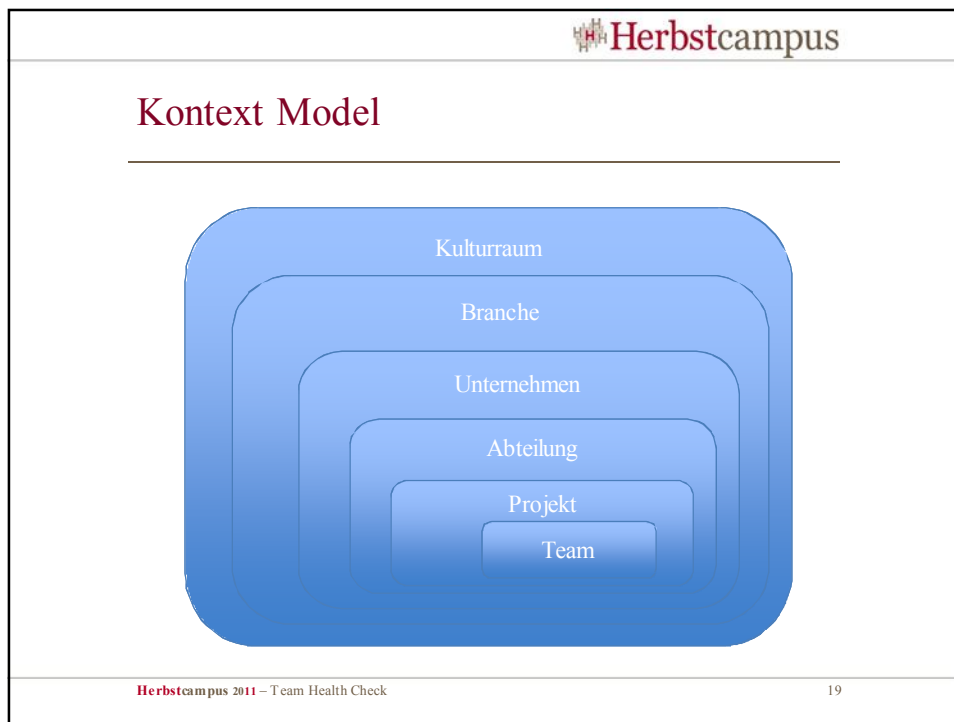 Herbstcampus
Kontext Model
Kulturraum
Branche
Unternehmen
Abteilung
Projekt
Team
Herbstcampus 2011 – Team Health Check 19